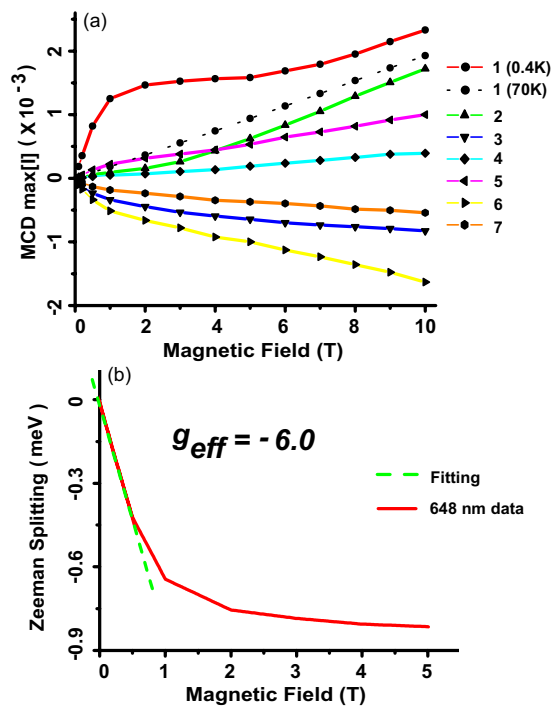 (a)
MCD max[I] ( X 10⁻³ )
2
1
0
-1
-2
0 2 4 6 8 10
Magnetic Field (T)
1 (0.4K)
1 (70K)
2
3
4
5
6
7
(b)
Zeeman Splitting ( meV )
0
-0.3
-0.6
-0.9
g_eff = - 6.0
Fitting
648 nm data
0 1 2 3 4 5
Magnetic Field (T)